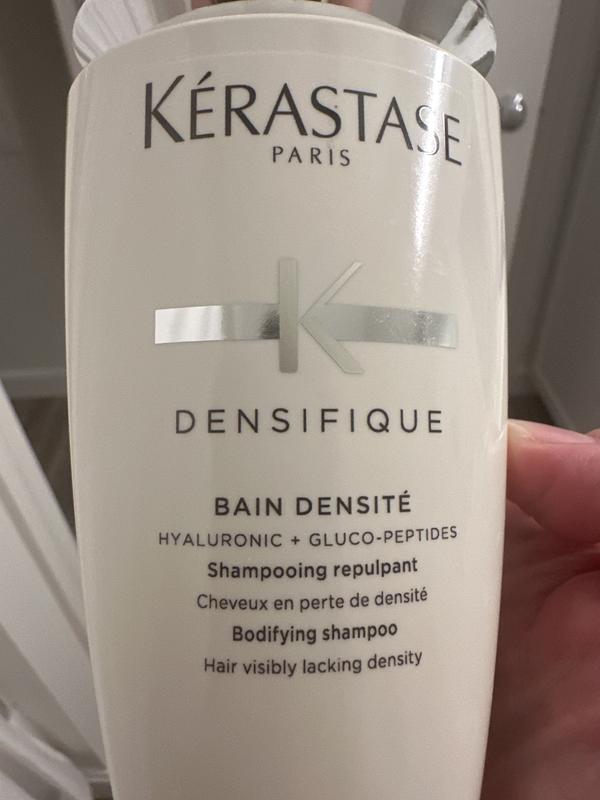 KÉRASTASE
PARIS
K
DENSIFIQUE
BAIN DENSITÉ
HYALURONIC + GLUCO-PEPTIDES
Shampooing repulpant
Cheveux en perte de densité
Bodifying shampoo
Hair visibly lacking density